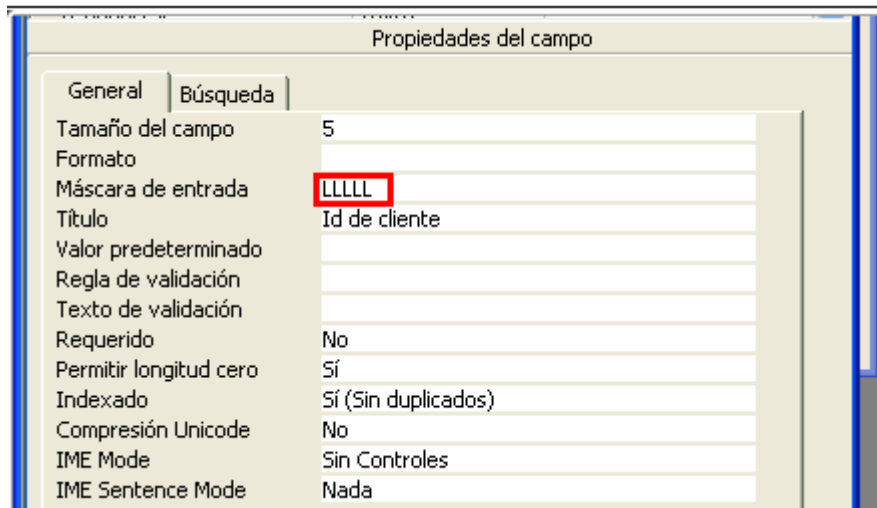 Propiedades del campo
General Búsqueda
Tamaño del campo 5
Formato
Máscara de entrada LLLLL
Título Id de cliente
Valor predeterminado
Regla de validación
Texto de validación
Requerido No
Permitir longitud cero Sí
Indexado Sí (Sin duplicados)
Compresión Unicode No
IME Mode Sin Controles
IME Sentence Mode Nada